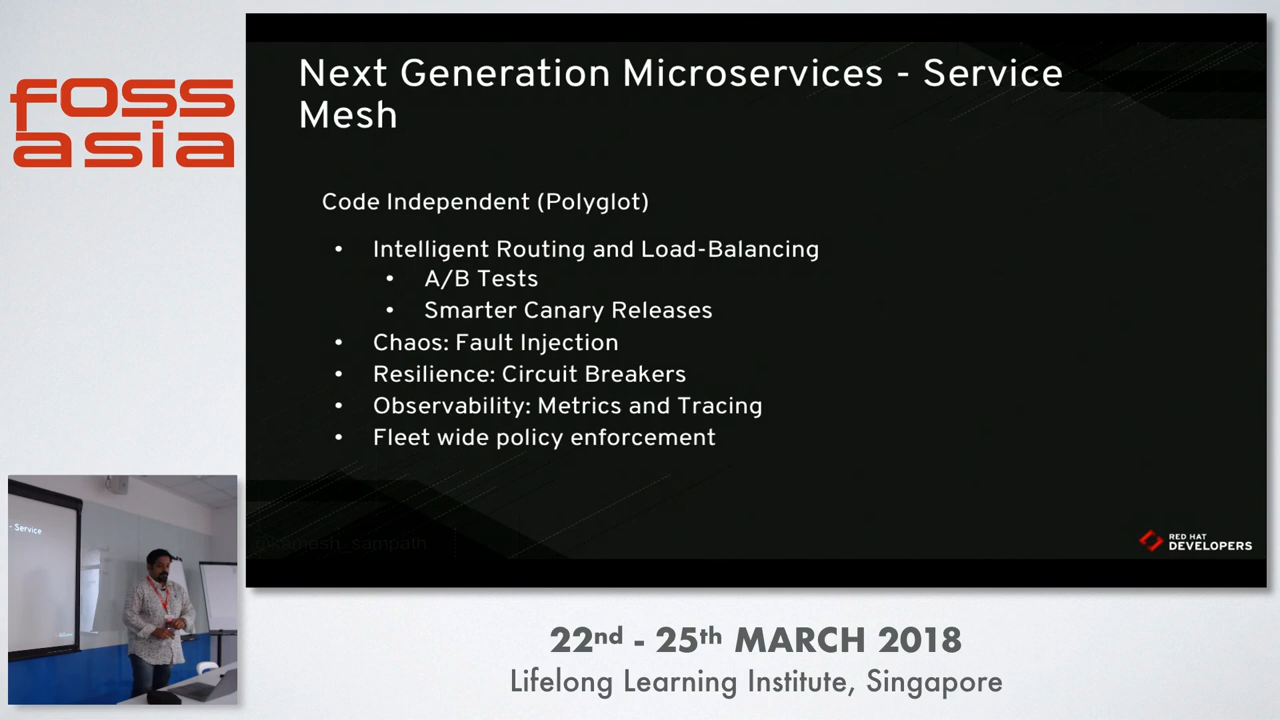 foss
asia
Next Generation Microservices - Service
Mesh
Code Independent (Polyglot)
• Intelligent Routing and Load-Balancing
• A/B Tests
• Smarter Canary Releases
• Chaos: Fault Injection
• Resilience: Circuit Breakers
• Observability: Metrics and Tracing
• Fleet wide policy enforcement
@kamesh_sampath
RED HAT
DEVELOPERS
- Service
22nd - 25th MARCH 2018
Lifelong Learning Institute, Singapore